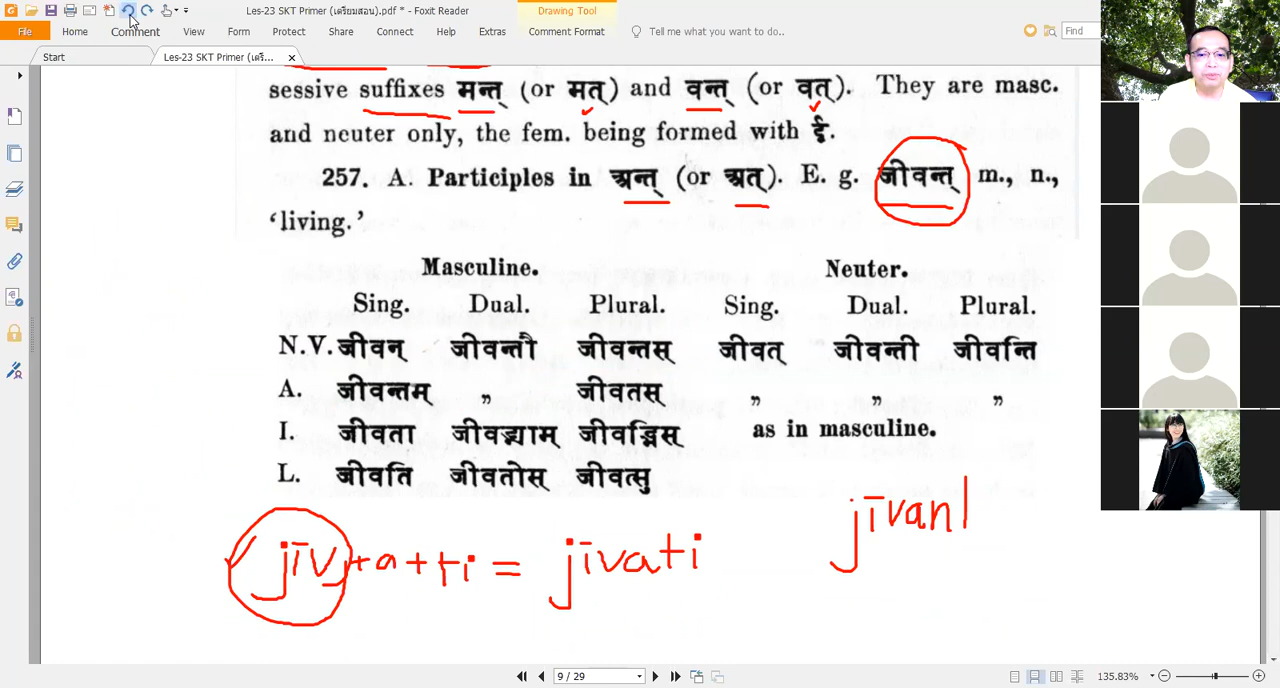 Les-23 SKT Primer (เตรียมสอน).pdf * - Foxit Reader
Drawing Tool
File Home Comment View Form Protect Share Connect Help Extras Comment Format Tell me what you want to do.. Find
Start Les-23 SKT Primer (เตรี...
sessive suffixes मन्त् (or मत्) and वन्त् (or वत्). They are masc.
and neuter only, the fem. being formed with ई.
257. A. Participles in अन्त् (or अत्). E. g. जीवन्त् m., n.,
‘living.’
Masculine. Neuter.
Sing. Dual. Plural. Sing. Dual. Plural.
N.V. जीवन् जीवन्तौ जीवन्तस् जीवत् जीवन्ती जीवन्ति
A. जीवन्तम् „ जीवतस् „ „ „
I. जीवता जीवद्भ्याम् जीवद्भिस् as in masculine.
L. जीवति जीवतोस् जीवत्सु
jīvan
jīv + a + ti = jīvati
9 / 29 135.83%